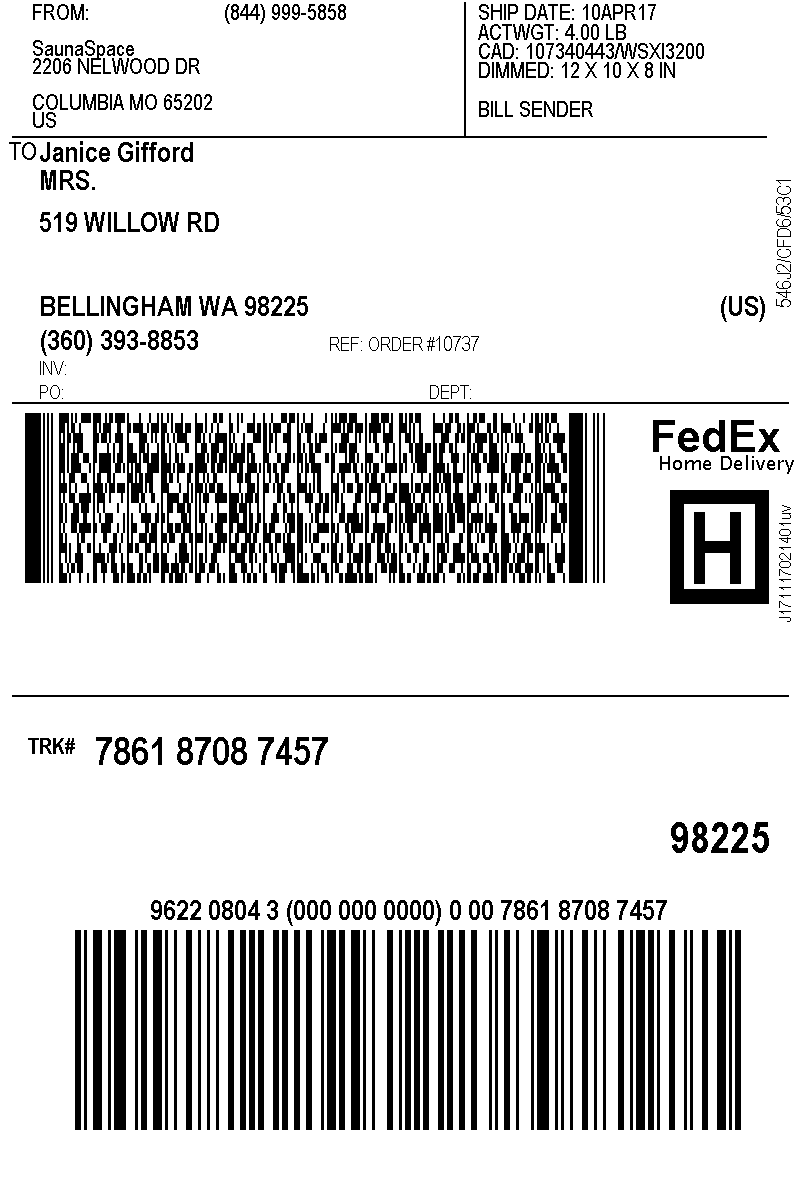 FROM: (844) 999-5858
SaunaSpace
2206 NELWOOD DR
COLUMBIA MO 65202
US
SHIP DATE: 10APR17
ACTWGT: 4.00 LB
CAD: 107340443/WSXI3200
DIMMED: 12 X 10 X 8 IN
BILL SENDER
TO Janice Gifford
MRS.
519 WILLOW RD
BELLINGHAM WA 98225 (US)
(360) 393-8853 REF: ORDER #10737
INV:
PO: DEPT:
546J2/CFD6/53C1
FedEx
Home Delivery
H
J171117021401uv
TRK# 7861 8708 7457
98225
9622 0804 3 (000 000 0000) 0 00 7861 8708 7457